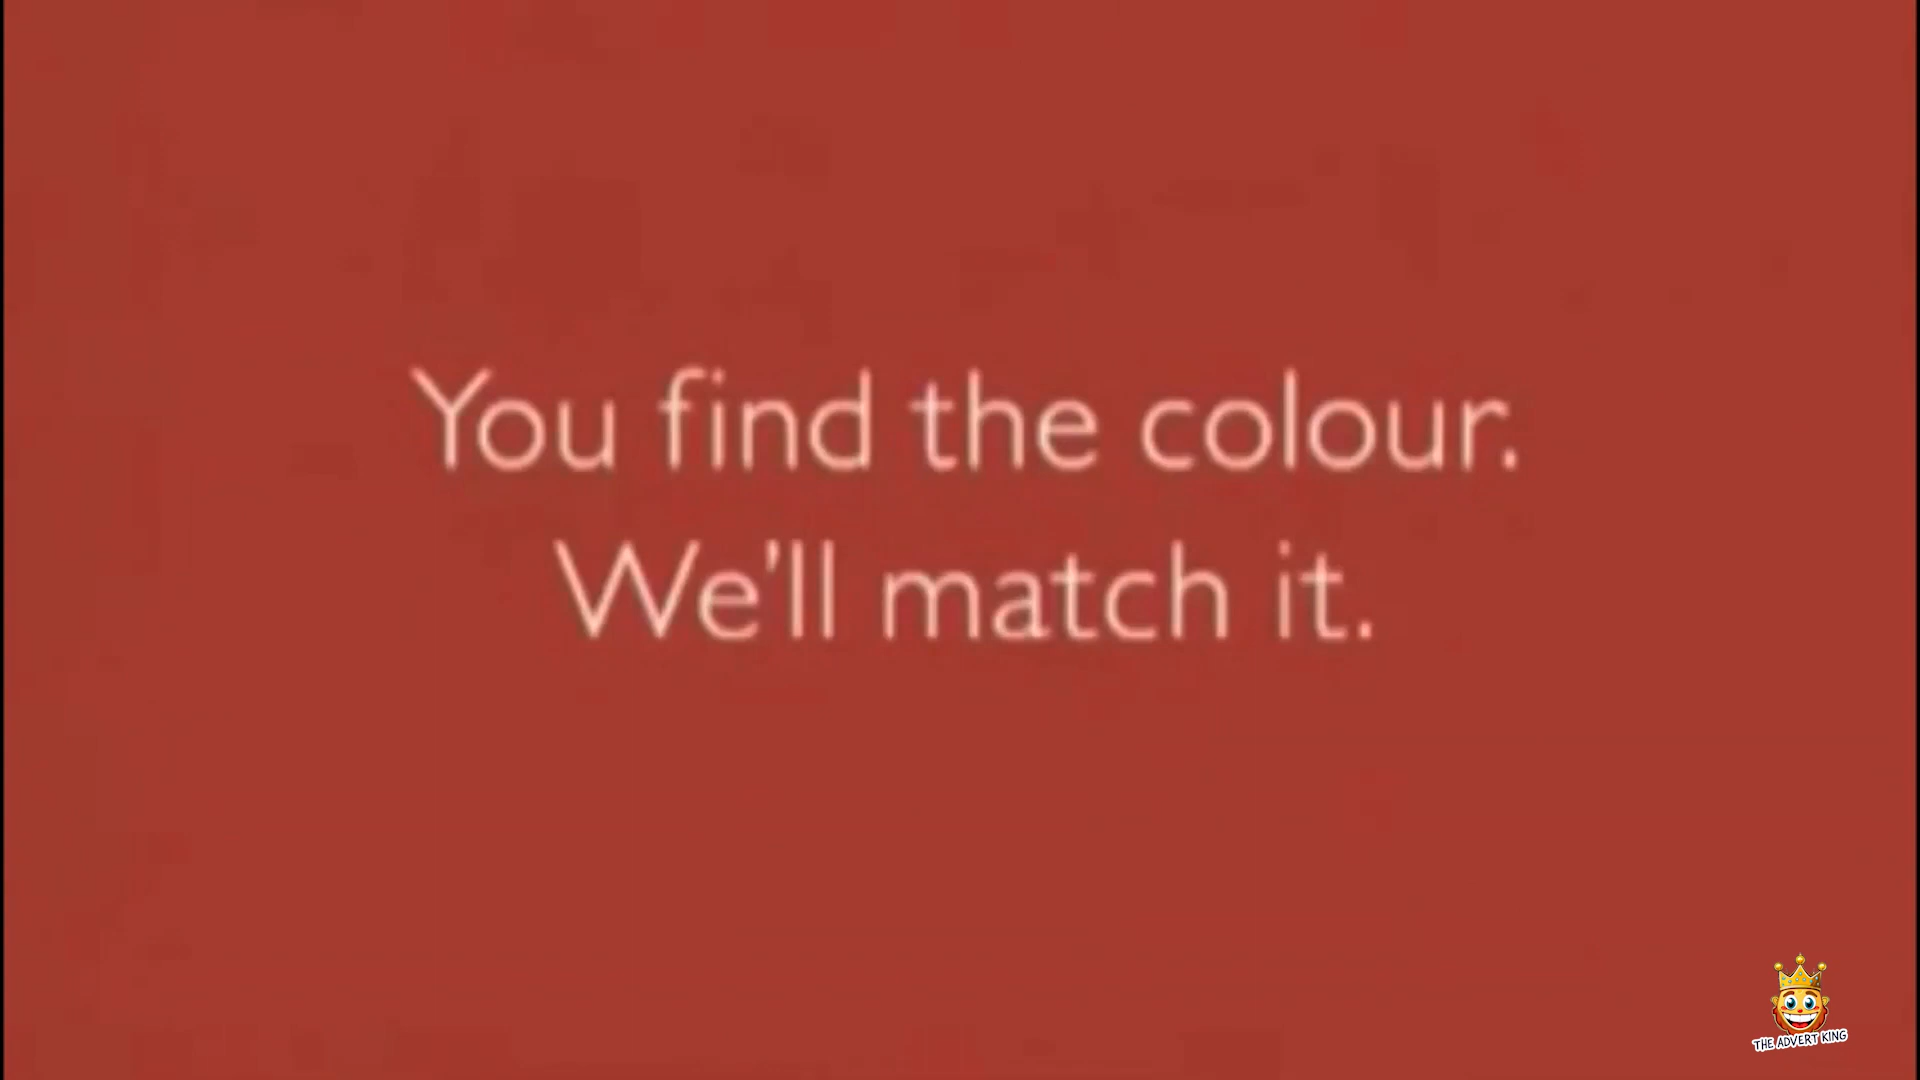 You find the colour.
We'll match it.
THE ADVERT KING